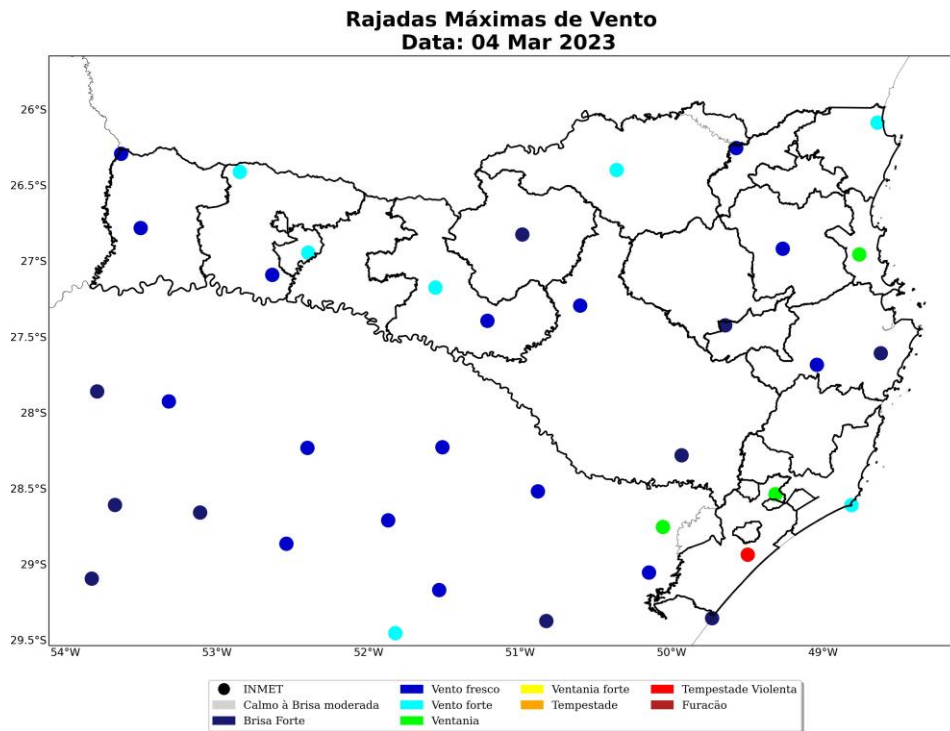 Rajadas Máximas de Vento
Data: 04 Mar 2023
26°S
26.5°S
27°S
27.5°S
28°S
28.5°S
29°S
29.5°S
54°W 53°W 52°W 51°W 50°W 49°W
INMET Vento fresco Ventania forte Tempestade Violenta
Calmo à Brisa moderada Vento forte Tempestade Furacão
Brisa Forte Ventania